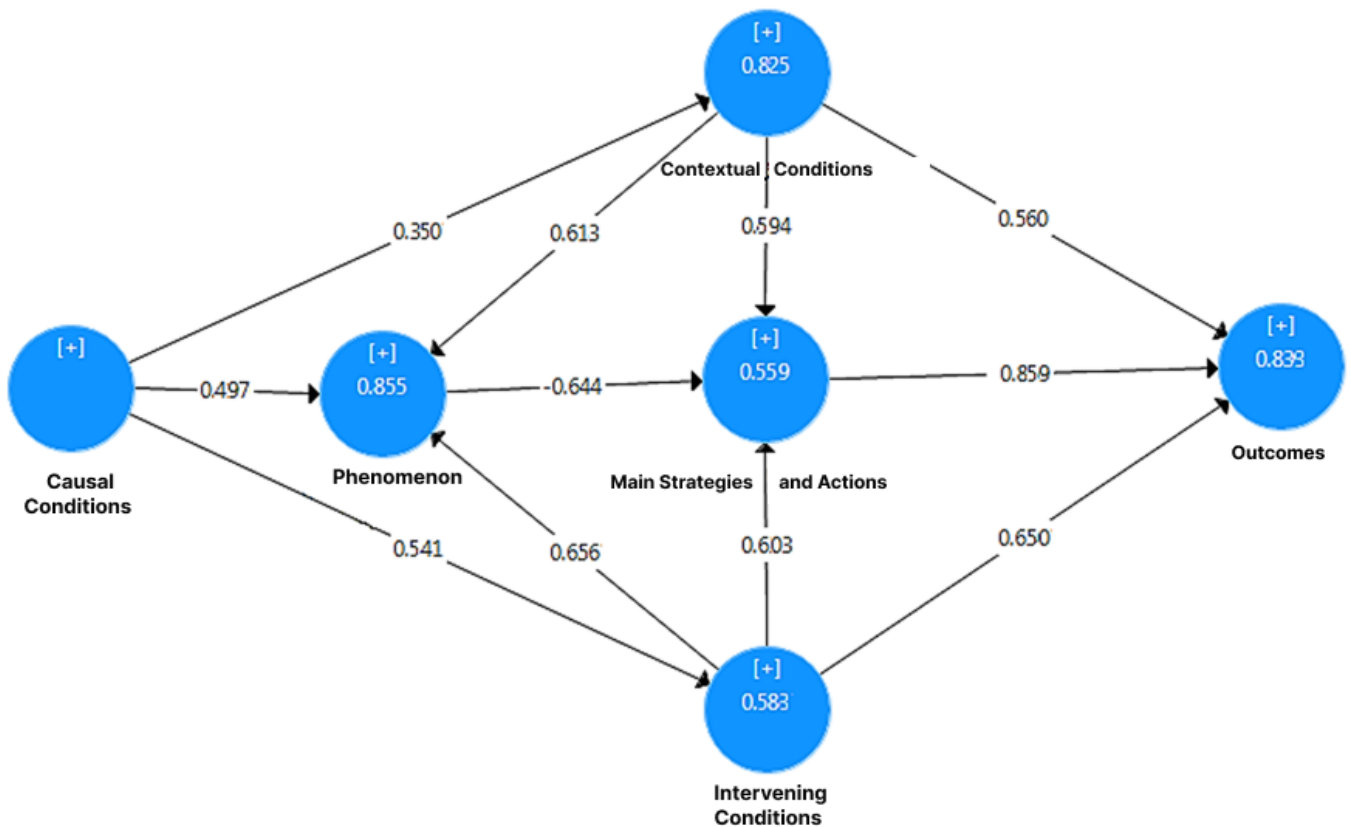 [+]
0.825
Contextual Conditions
0.350
0.613
0.594
0.560
[+]
[+]
0.855
[+]
0.559
[+]
0.839
0.497
-0.644
0.859
Causal
Conditions
Phenomenon
Main Strategies and Actions
Outcomes
0.541
0.656
0.603
0.650
[+]
0.583
Intervening
Conditions